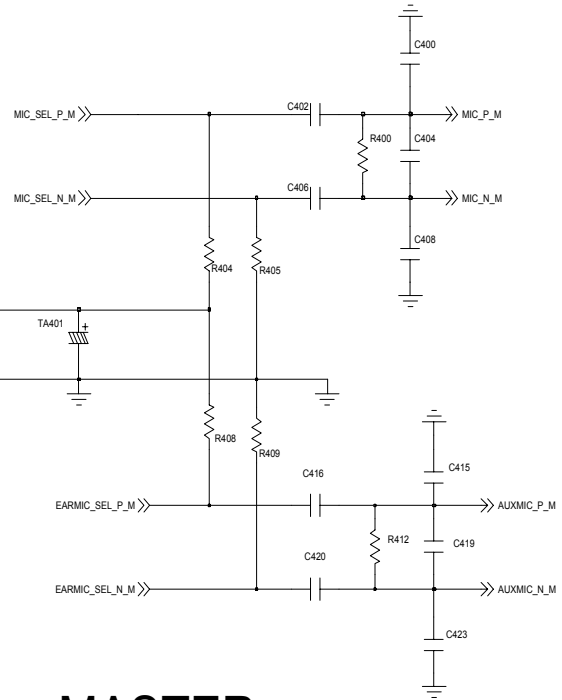 C400
C402
MIC_SEL_P_M
MIC_P_M
R400
C404
C406
MIC_SEL_N_M
MIC_N_M
C408
R404
R405
TA401
+
R408
R409
C416
C415
EARMIC_SEL_P_M
AUXMIC_P_M
R412
C419
C420
EARMIC_SEL_N_M
AUXMIC_N_M
C423
MASTER